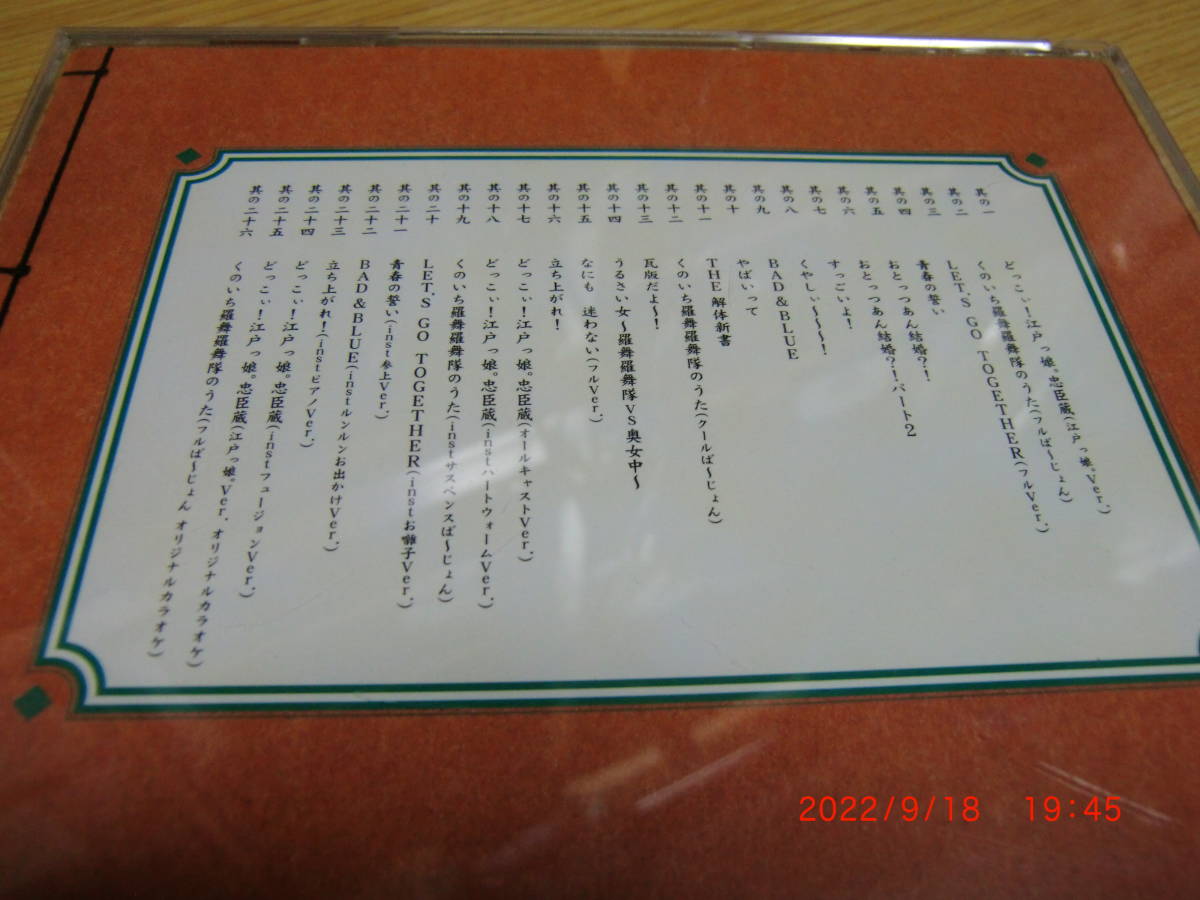 其の一 どっこぃ!江戸っ娘。忠臣蔵(江戸っ娘。Ver.)
其の二 くのいち羅舞羅舞隊のうた(フルば～じょん)
其の三 LET'S GO TOGETHER(フルVer.)
其の四 青春の誓い
其の五 おとっつあん結婚?!
其の六 おとっつあん結婚?!パート2
其の七 すっごいよ!
其の八 くやしぃ～～～!
其の九 BAD&BLUE
其の十 やばいって
其の十一 THE 解体新書
其の十二 くのいち羅舞羅舞隊のうた(クールば～じょん)
其の十三 瓦版だよ～!
其の十四 うるさい女～羅舞羅舞隊VS奥女中～
其の十五 なにも 迷わない(フルVer.)
其の十六 立ち上がれ!
其の十七 どっこぃ!江戸っ娘。忠臣蔵(オールキャストVer.)
其の十八 どっこぃ!江戸っ娘。忠臣蔵(instハートウォームVer.)
其の十九 くのいち羅舞羅舞隊のうた(instサスペンスば～じょん)
其の二十 LET'S GO TOGETHER(instお囃子Ver.)
其の二十一 青春の誓い(inst参上Ver.)
其の二十二 BAD&BLUE(instルンルンお出かけVer.)
其の二十三 立ち上がれ!(instピアノVer.)
其の二十四 どっこぃ!江戸っ娘。忠臣蔵(instフュージョンVer.)
其の二十五 どっこぃ!江戸っ娘。忠臣蔵(江戸っ娘。Ver. オリジナルカラオケ)
其の二十六 くのいち羅舞羅舞隊のうた(フルば～じょん オリジナルカラオケ)
2022/9/18 19:45